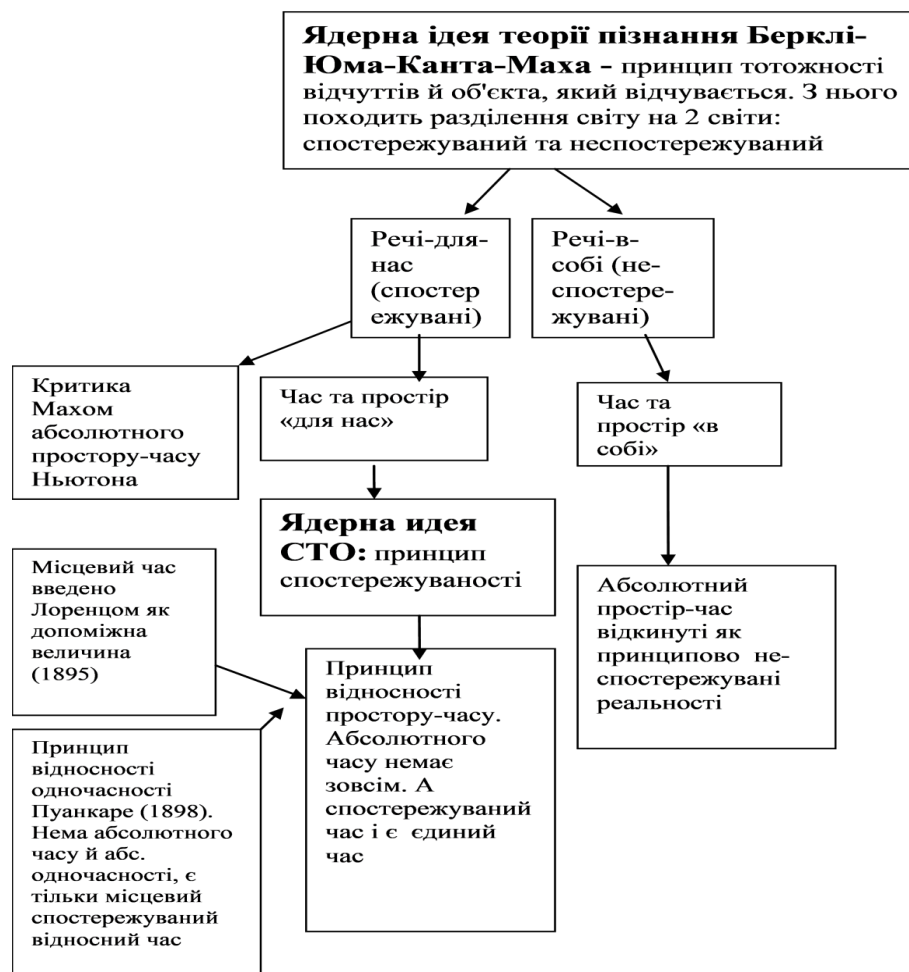 Ядерна ідея теорії пізнання Берклі-
Юма-Канта-Маха - принцип тотожності
відчуттів й об'єкта, який відчувається. З нього
походить разділення світу на 2 світи:
спостережуваний та неспостережуваний
Речі-для-
нас
(спостер
ежувані)
Речі-в-
собі (не-
спостере-
жувані)
Критика
Махом
абсолютного
простору-часу
Ньютона
Час та простір
«для нас»
Час та
простір «в
собі»
Ядерна идея
СТО: принцип
спостережуваності
Місцевий час
введено
Лоренцом як
допоміжна
величина
(1895)
Абсолютний
простір-час
відкинуті як
принципово не-
спостережувані
реальності
Принцип
відносності
простору-часу.
Абсолютного
часу немає
зовсім. А
спостережуваний
час і є єдиний
час
Принцип
відносності
одночасності
Пуанкаре (1898).
Нема абсолютного
часу й абс.
одночасності, є
тільки місцевий
спостережуваний
відносний час